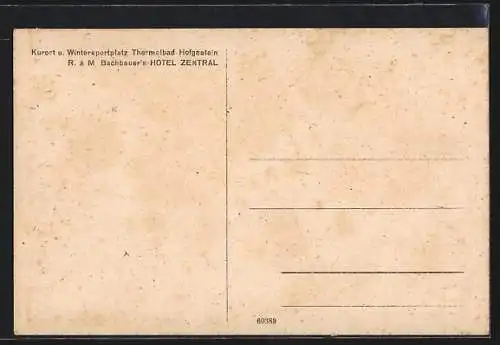 Kurort u. Wintersportplatz Thermalbad Hofgastein
R. & M. Bachbauer's HOTEL ZENTRAL
60389